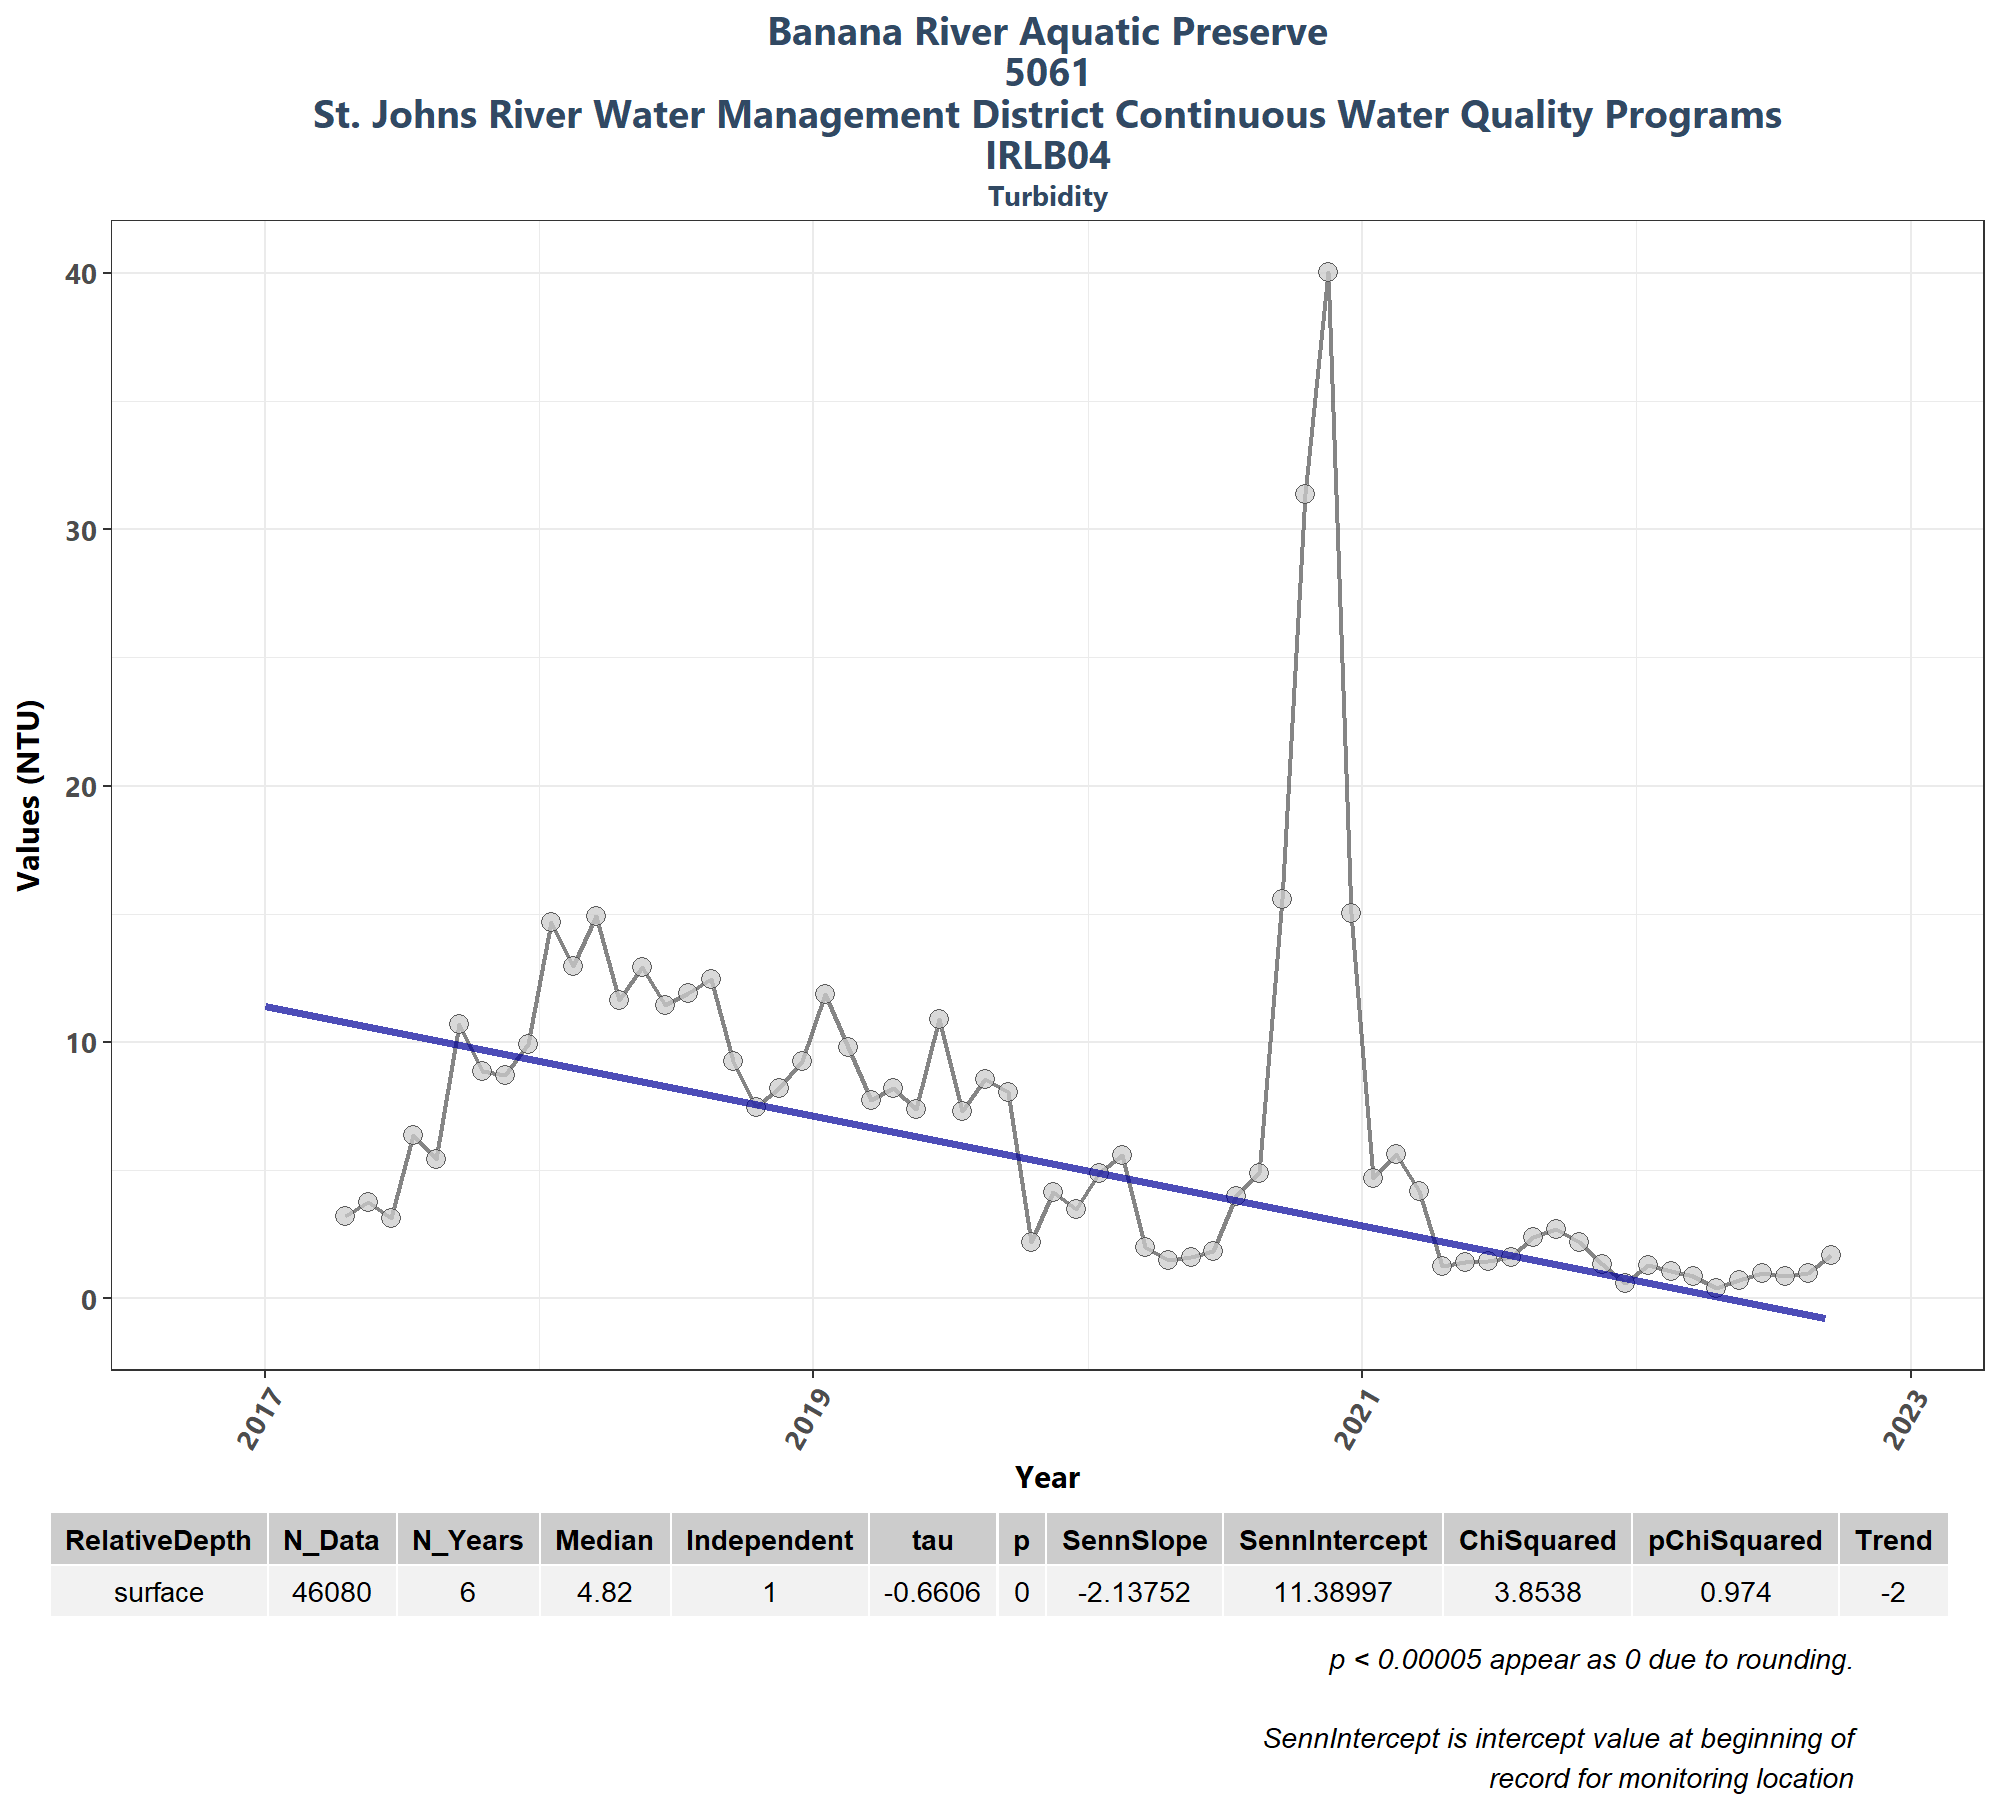 Banana River Aquatic Preserve
5061
St. Johns River Water Management District Continuous Water Quality Programs
IRLB04
Turbidity
40
30
20
10
0
Values (NTU)
2017
2019
2021
2023
Year
RelativeDepth N_Data N_Years Median Independent tau p SennSlope SennIntercept ChiSquared pChiSquared Trend
surface 46080 6 4.82 1 -0.6606 0 -2.13752 11.38997 3.8538 0.974 -2
p < 0.00005 appear as 0 due to rounding.
SennIntercept is intercept value at beginning of
record for monitoring location